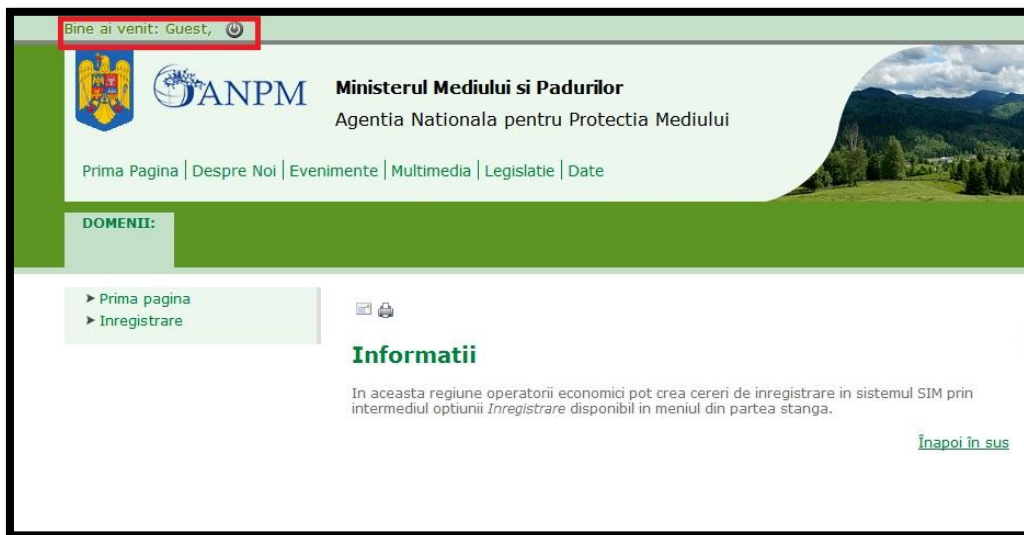 Bine ai venit: Guest,
ANPM
Ministerul Mediului si Padurilor
Agentia Nationala pentru Protectia Mediului
Prima Pagina | Despre Noi | Evenimente | Multimedia | Legislatie | Date
DOMENII:
Prima pagina
Inregistrare
Informatii
In aceasta regiune operatorii economici pot crea cereri de inregistrare in sistemul SIM prin
intermediul optiunii Inregistrare disponibil in meniul din partea stanga.
Înapoi în sus